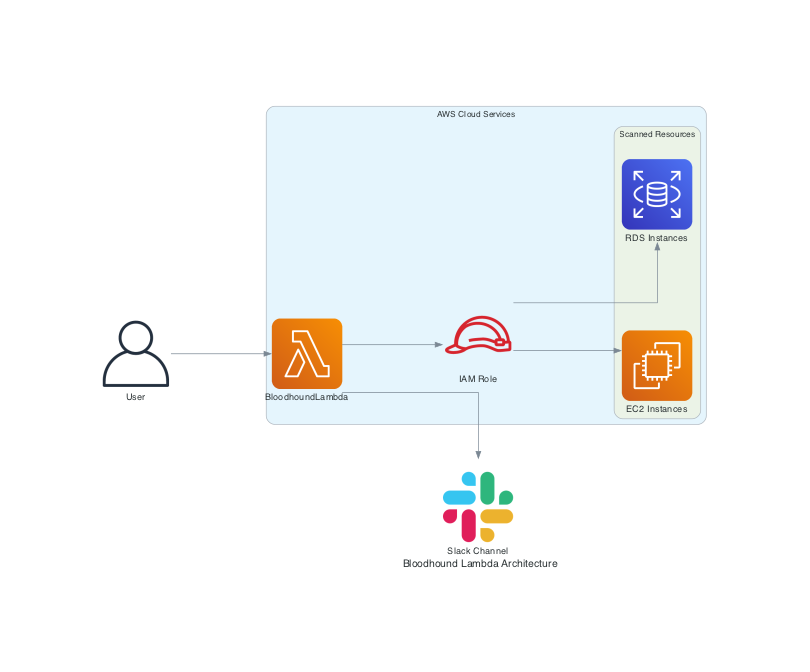 AWS Cloud Services
Scanned Resources
RDS Instances
User
BloodhoundLambda
IAM Role
EC2 Instances
Slack Channel
Bloodhound Lambda Architecture